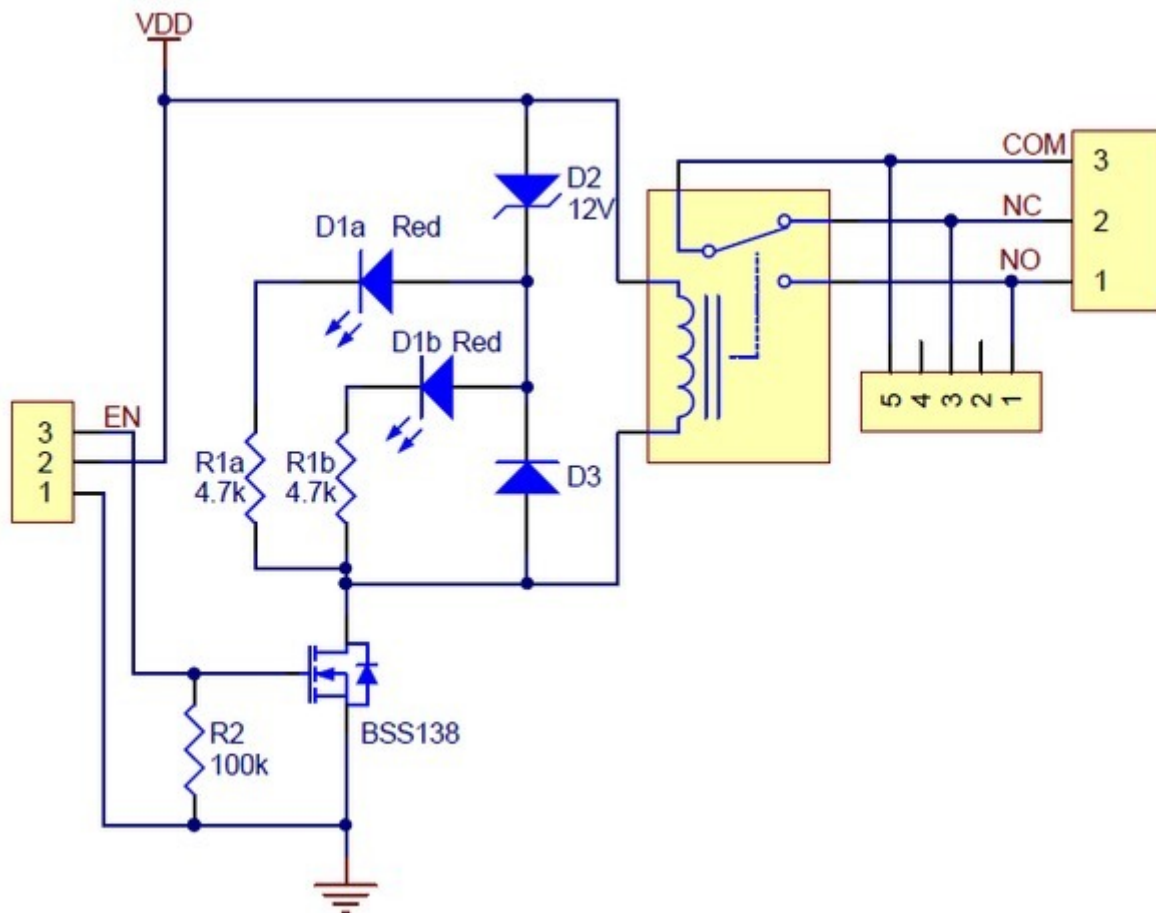 VDD
COM
3
D2
12V
NC
2
D1a Red
NO
1
D1b Red
5
4
3
2
1
EN
3
2
1
R1a
4.7k
R1b
4.7k
D3
R2
100k
BSS138